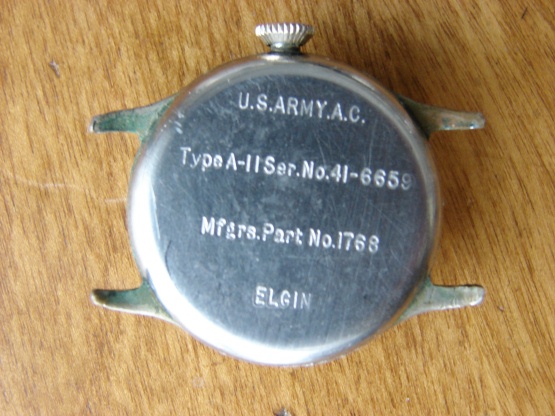 U.S.ARMY.A.C.
Type A-11 Ser.No.41-6659
Mfgrs.Part No.1768
ELGIN